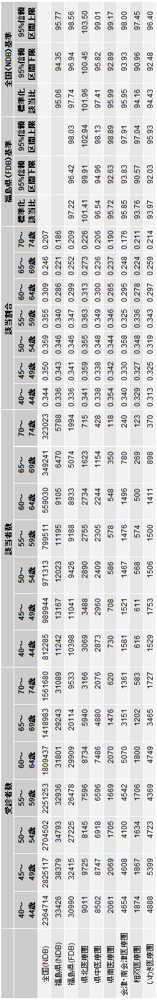 受診者数 該当者数 該当割合 福島県(FDB)基準 全国(NDB)基準
40～44歳 45～49歳 50～54歳 55～59歳 60～64歳 65～69歳 70～74歳 40～44歳 45～49歳 50～54歳 55～59歳 60～64歳 65～69歳 70～74歳 40～44歳 45～49歳 50～54歳 55～59歳 60～64歳 65～69歳 70～74歳 標準化該当比 95%信頼区間下限 95%信頼区間上限 標準化該当比 95%信頼区間下限 95%信頼区間上限
全国(NDB) 2364714 2825117 2704502 2251253 1809437 1418983 1561680 812285 989944 971313 799511 559030 349241 323023 0.344 0.350 0.359 0.355 0.309 0.246 0.207
福島県(NDB) 33426 38379 34793 32936 31801 29243 31089 11242 13167 12023 11195 9105 6470 5788 0.336 0.343 0.346 0.340 0.286 0.221 0.186 95.06 94.35 95.77
福島県(FDB) 30990 32415 27225 26478 29909 20114 9533 10398 11041 9426 9188 8933 5074 1994 0.336 0.341 0.346 0.347 0.299 0.252 0.209 97.22 96.42 98.03 97.74 96.94 98.56
県北医療圏 9011 9725 8145 7596 8734 5940 3166 3069 3488 2890 2755 2734 1623 715 0.341 0.359 0.355 0.363 0.313 0.273 0.226 101.41 99.91 102.94 101.96 100.45 103.50
県中医療圏 8502 8747 6918 6596 7486 4880 2076 2873 2960 2409 2305 2244 1154 428 0.338 0.338 0.348 0.349 0.300 0.236 0.206 96.54 94.96 98.13 97.41 95.82 99.01
県南医療圏 2061 2069 1705 1669 2070 1476 620 730 708 586 578 548 350 118 0.354 0.342 0.344 0.346 0.265 0.237 0.190 95.72 92.63 98.89 95.99 92.89 99.17
会津・南会津医療圏 4654 4608 4100 4542 5070 3151 1361 1581 1521 1467 1476 1496 780 240 0.340 0.330 0.358 0.325 0.295 0.248 0.176 95.85 93.83 97.91 95.95 93.93 98.00
相双医療圏 1874 1867 1634 1706 1800 1202 583 616 611 568 574 500 269 123 0.329 0.327 0.348 0.336 0.278 0.224 0.211 93.76 90.57 97.04 94.16 90.96 97.45
いわき医療圏 4888 5399 4723 4369 4749 3465 1727 1529 1753 1506 1500 1411 898 370 0.313 0.325 0.319 0.343 0.297 0.259 0.214 93.97 92.03 95.93 94.43 92.48 96.40